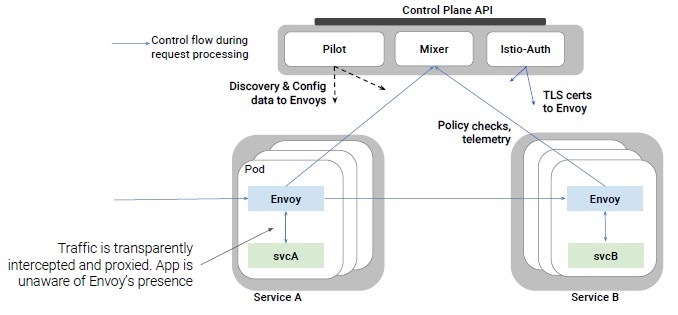 Control Plane API
Control flow during
request processing
Pilot
Mixer
Istio-Auth
Discovery & Config
data to Envoys
TLS certs
to Envoy
Policy checks,
telemetry
Pod
Envoy
Envoy
Traffic is transparently
intercepted and proxied. App is
unaware of Envoy's presence
svcA
svcB
Service A
Service B